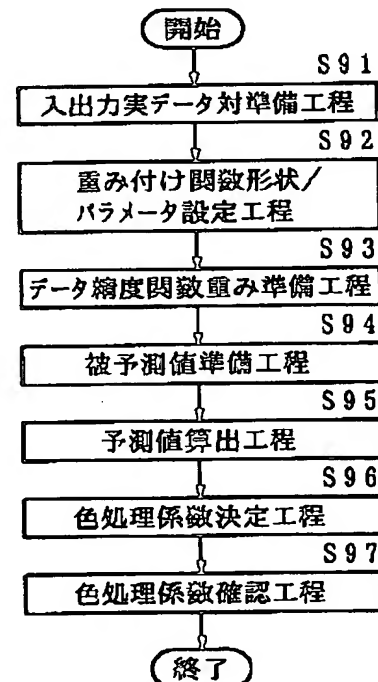 開始
S91
入出力実データ対準備工程
S92
重み付け関数形状/
パラメータ設定工程
S93
データ精度関数重み準備工程
S94
被予測値準備工程
S95
予測値算出工程
S96
色処理係数決定工程
S97
色処理係数確認工程
終了